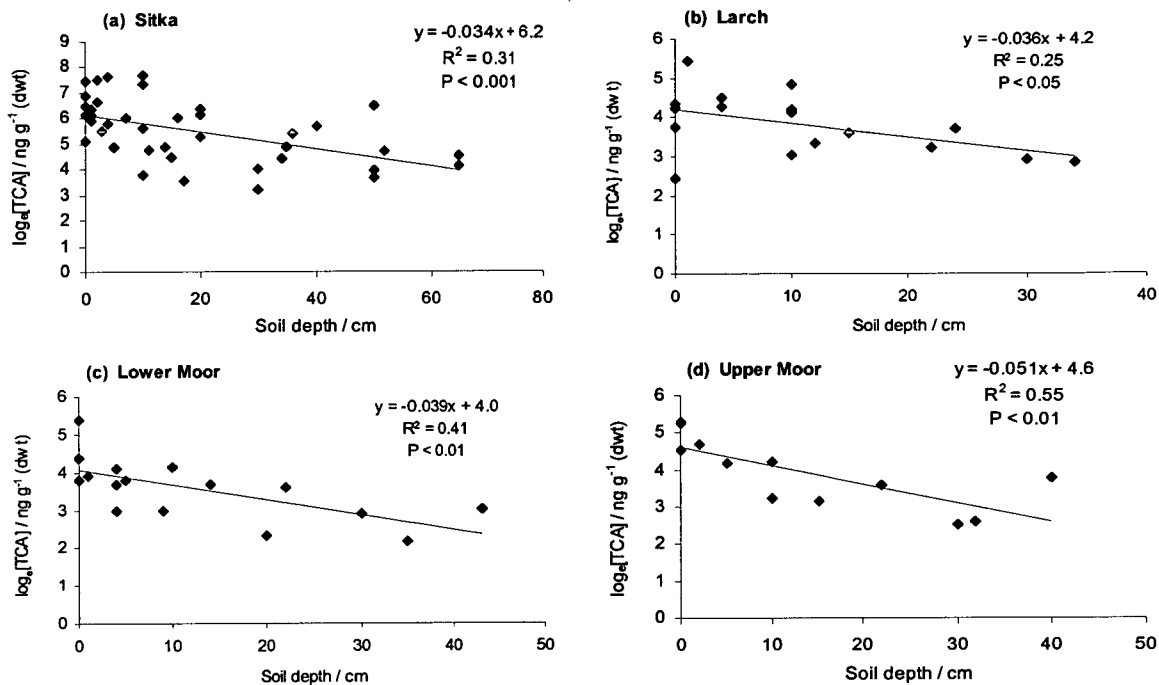 (a) Sitka
y = -0.034x + 6.2
R² = 0.31
P < 0.001
9
8
7
6
5
4
3
2
1
0
logₑ[TCA] / ng g⁻¹ (dwt)
0 20 40 60 80
Soil depth / cm
(b) Larch
y = -0.036x + 4.2
R² = 0.25
P < 0.05
6
5
4
3
2
1
0
logₑ[TCA] / ng g⁻¹ (dwt)
0 10 20 30 40
Soil depth / cm
(c) Lower Moor
y = -0.039x + 4.0
R² = 0.41
P < 0.01
6
5
4
3
2
1
0
logₑ[TCA] / ng g⁻¹ (dwt)
0 10 20 30 40 50
Soil depth / cm
(d) Upper Moor
y = -0.051x + 4.6
R² = 0.55
P < 0.01
6
5
4
3
2
1
0
logₑ[TCA] / ng g⁻¹ (dwt)
0 10 20 30 40 50
Soil depth / cm